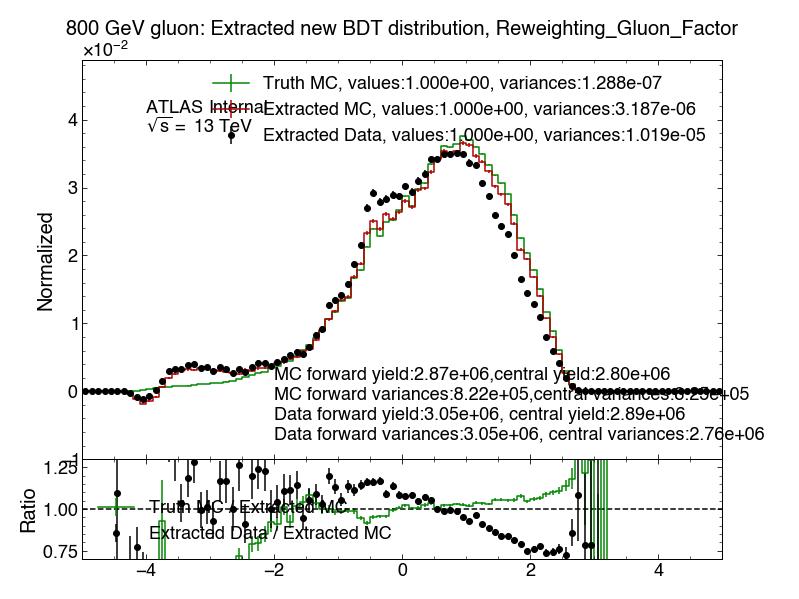 800 GeV gluon: Extracted new BDT distribution, Reweighting_Gluon_Factor
×10⁻²
Truth MC, values:1.000e+00, variances:1.288e-07
ATLAS Internal
Extracted MC, values:1.000e+00, variances:3.187e-06
√s = 13 TeV
Extracted Data, values:1.000e+00, variances:1.019e-05
4
3
2
1
0
Normalized
MC forward yield:2.87e+06,central yield:2.80e+06
MC forward variances:8.22e+05,central variances:8.25e+05
Data forward yield:3.05e+06, central yield:2.89e+06
Data forward variances:3.05e+06, central variances:2.76e+06
1.25
1.00
0.75
Ratio
Truth MC / Extracted MC
Extracted Data / Extracted MC
−4 −2 0 2 4